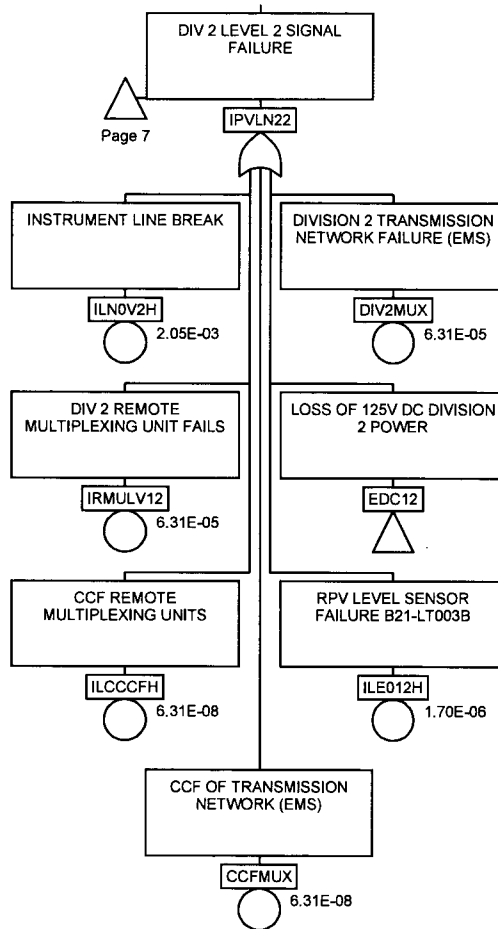 DIV 2 LEVEL 2 SIGNAL
FAILURE
Page 7
IPVLN22
INSTRUMENT LINE BREAK
ILN0V2H
2.05E-03
DIVISION 2 TRANSMISSION
NETWORK FAILURE (EMS)
DIV2MUX
6.31E-05
DIV 2 REMOTE
MULTIPLEXING UNIT FAILS
IRMULV12
6.31E-05
LOSS OF 125V DC DIVISION
2 POWER
EDC12
CCF REMOTE
MULTIPLEXING UNITS
ILCCCFH
6.31E-08
RPV LEVEL SENSOR
FAILURE B21-LT003B
ILE012H
1.70E-06
CCF OF TRANSMISSION
NETWORK (EMS)
CCFMUX
6.31E-08